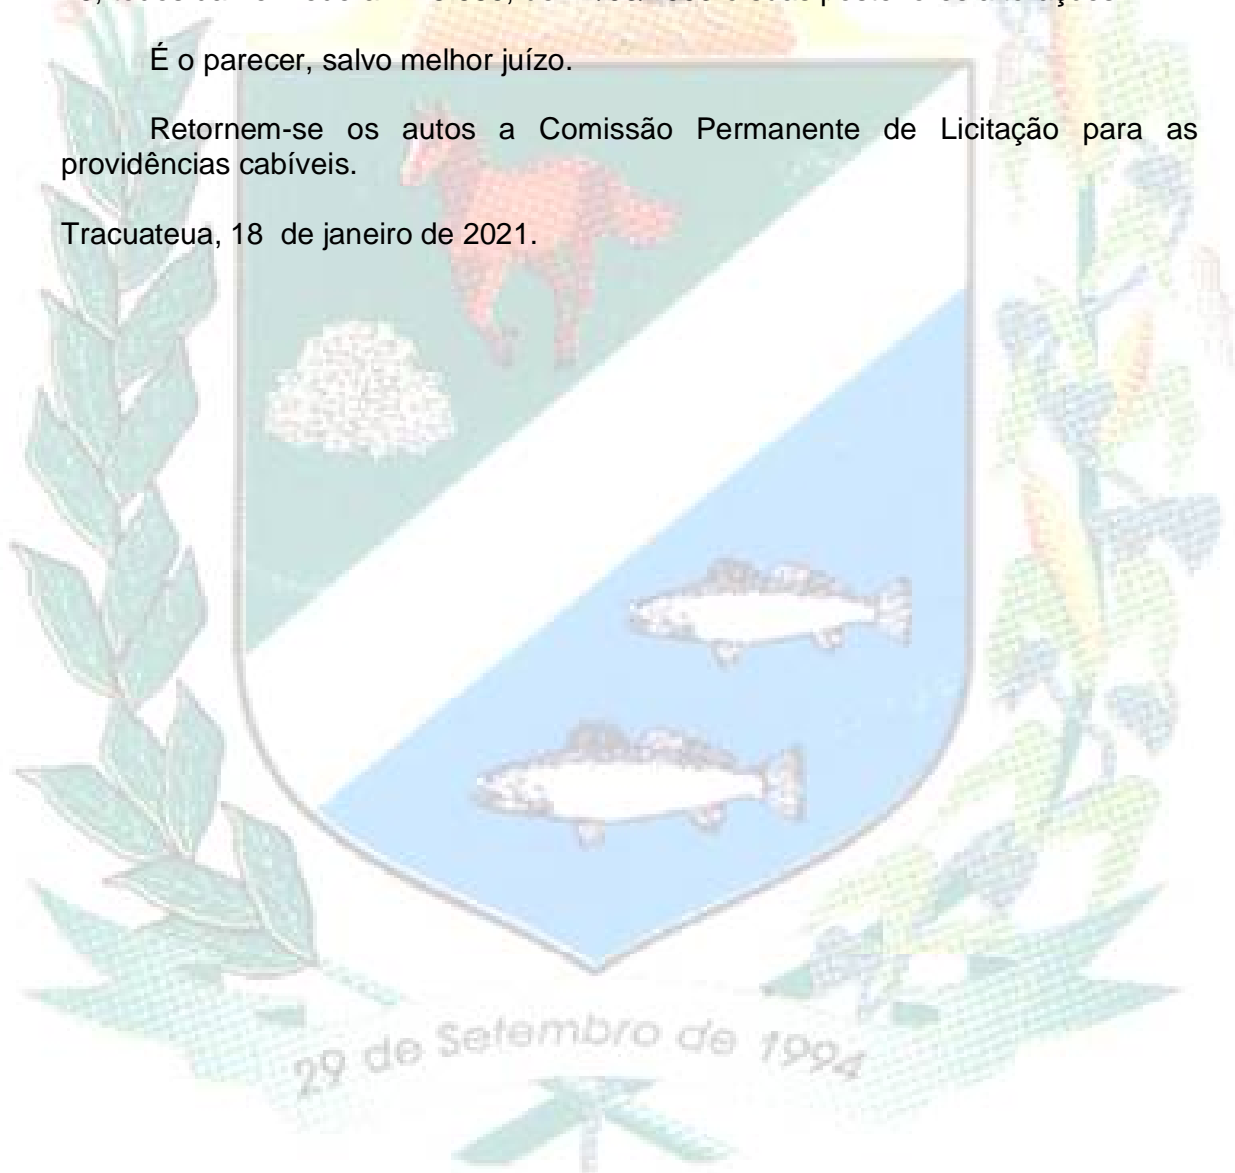 É o parecer, salvo melhor juízo.
Retornem-se os autos a Comissão Permanente de Licitação para as
providências cabíveis.
Tracuateua, 18 de janeiro de 2021.
29 de Setembro de 1994